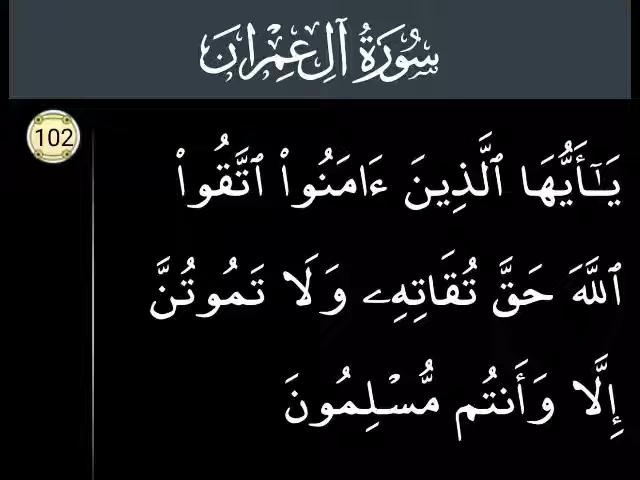 سُورَةُ آلِ عِمْرَانَ
102
يَـٰٓأَيُّهَا ٱلَّذِينَ ءَامَنُوا۟ ٱتَّقُوا۟
ٱللَّهَ حَقَّ تُقَاتِهِۦ وَلَا تَمُوتُنَّ
إِلَّا وَأَنتُم مُّسْلِمُونَ